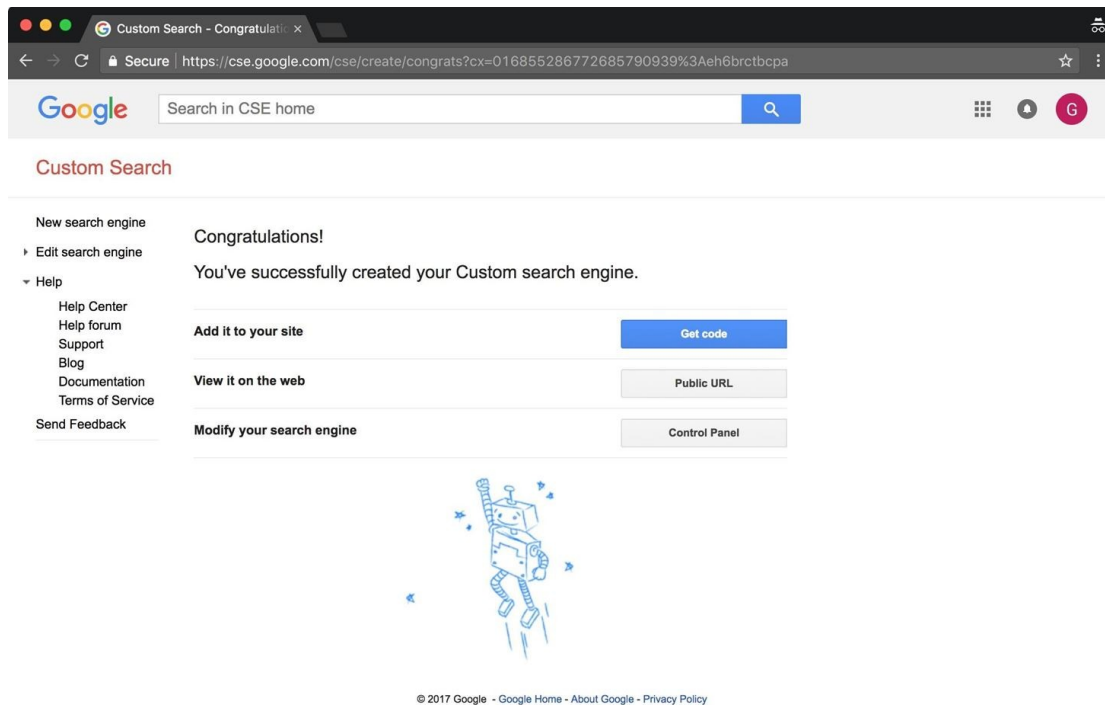 Custom Search - Congratulatio
Secure https://cse.google.com/cse/create/congrats?cx=016855286772685790939%3Aeh6brctbcpa
Google
Search in CSE home
G
Custom Search
New search engine
Edit search engine
Help
Help Center
Help forum
Support
Blog
Documentation
Terms of Service
Send Feedback
Congratulations!
You've successfully created your Custom search engine.
Add it to your site Get code
View it on the web Public URL
Modify your search engine Control Panel
© 2017 Google - Google Home - About Google - Privacy Policy